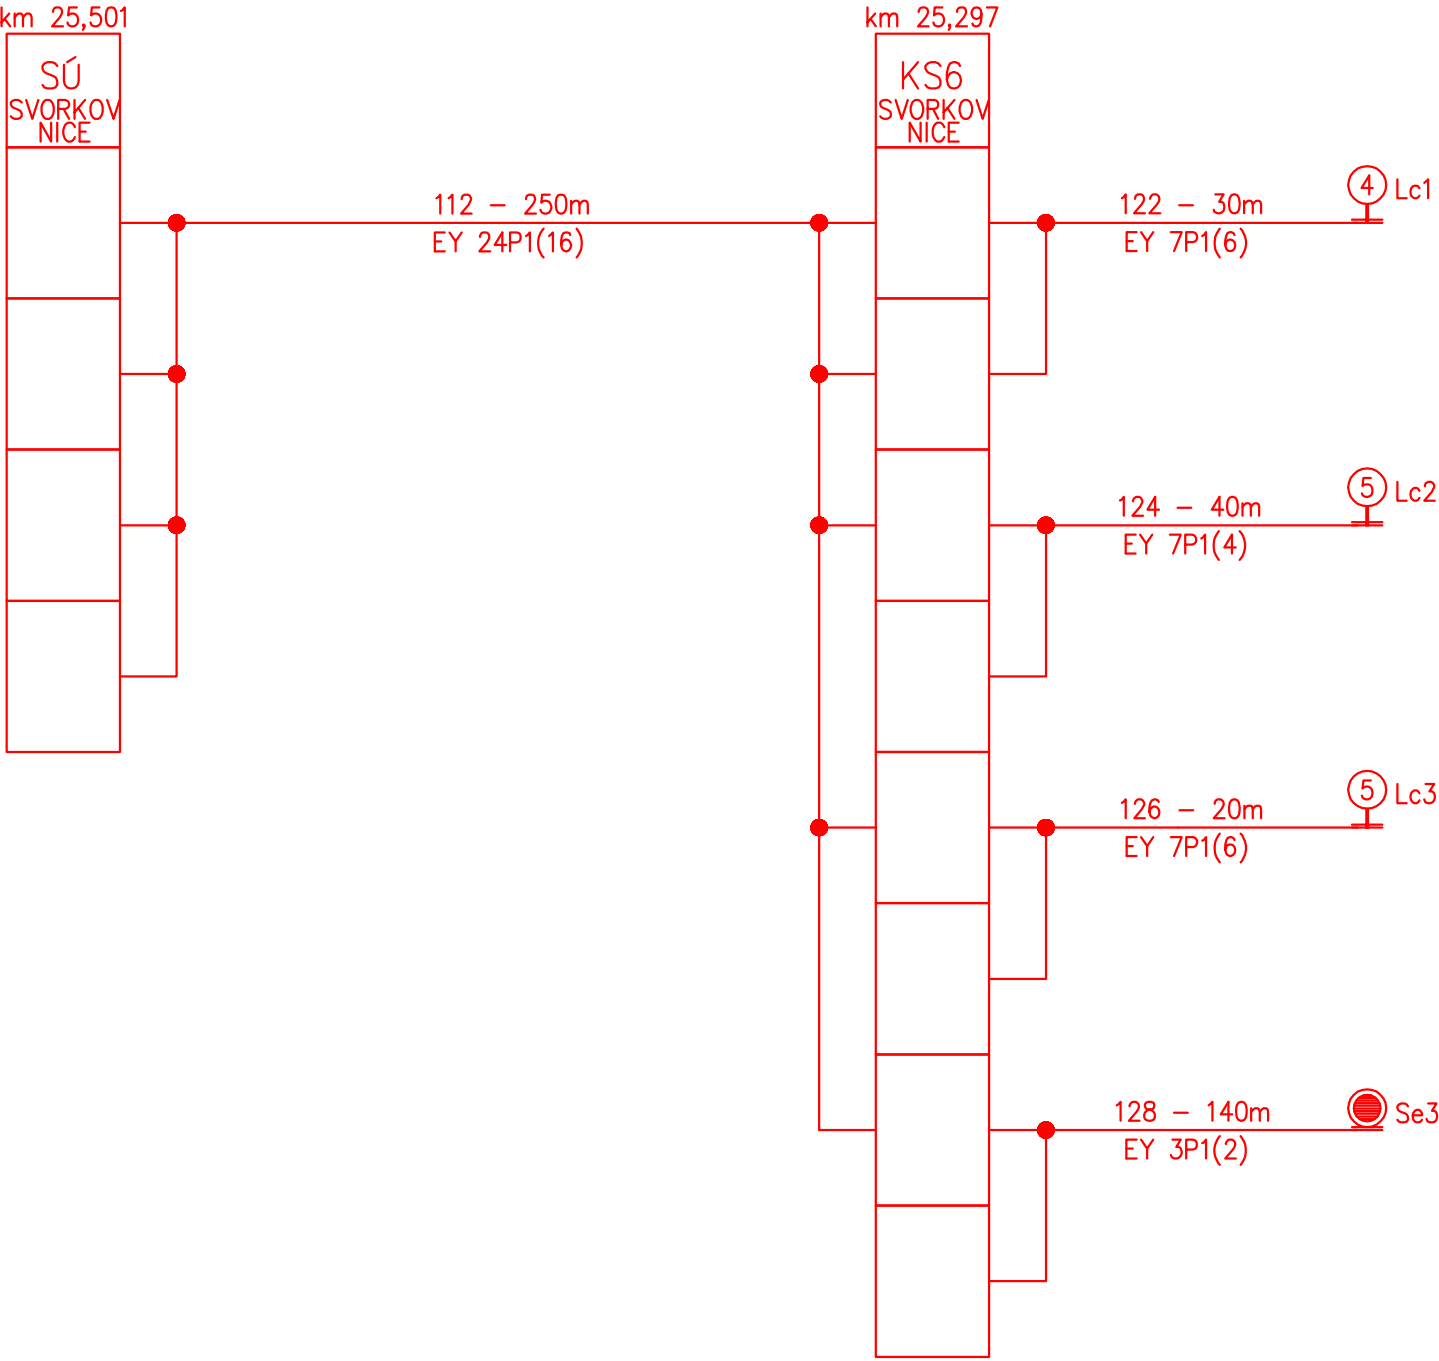 km 25,501
SÚ
SVORKOV
NICE
112 - 250m
EY 24P1(16)
km 25,297
KS6
SVORKOV
NICE
122 - 30m
EY 7P1(6)
4 Lc1
124 - 40m
EY 7P1(4)
5 Lc2
126 - 20m
EY 7P1(6)
5 Lc3
128 - 140m
EY 3P1(2)
Se3